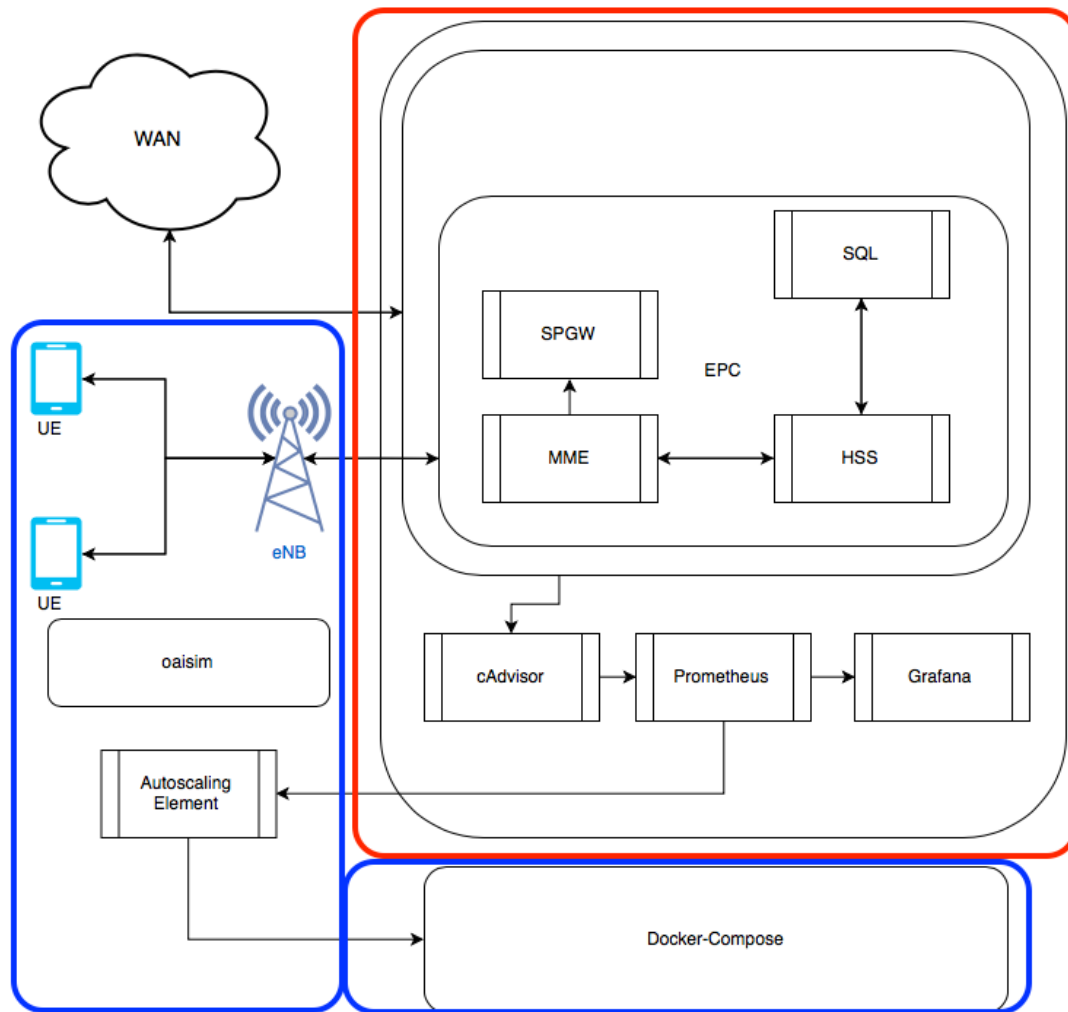 WAN
SQL
SPGW
EPC
UE
MME
HSS
eNB
UE
oaisim
cAdvisor
Prometheus
Grafana
Autoscaling
Element
Docker-Compose